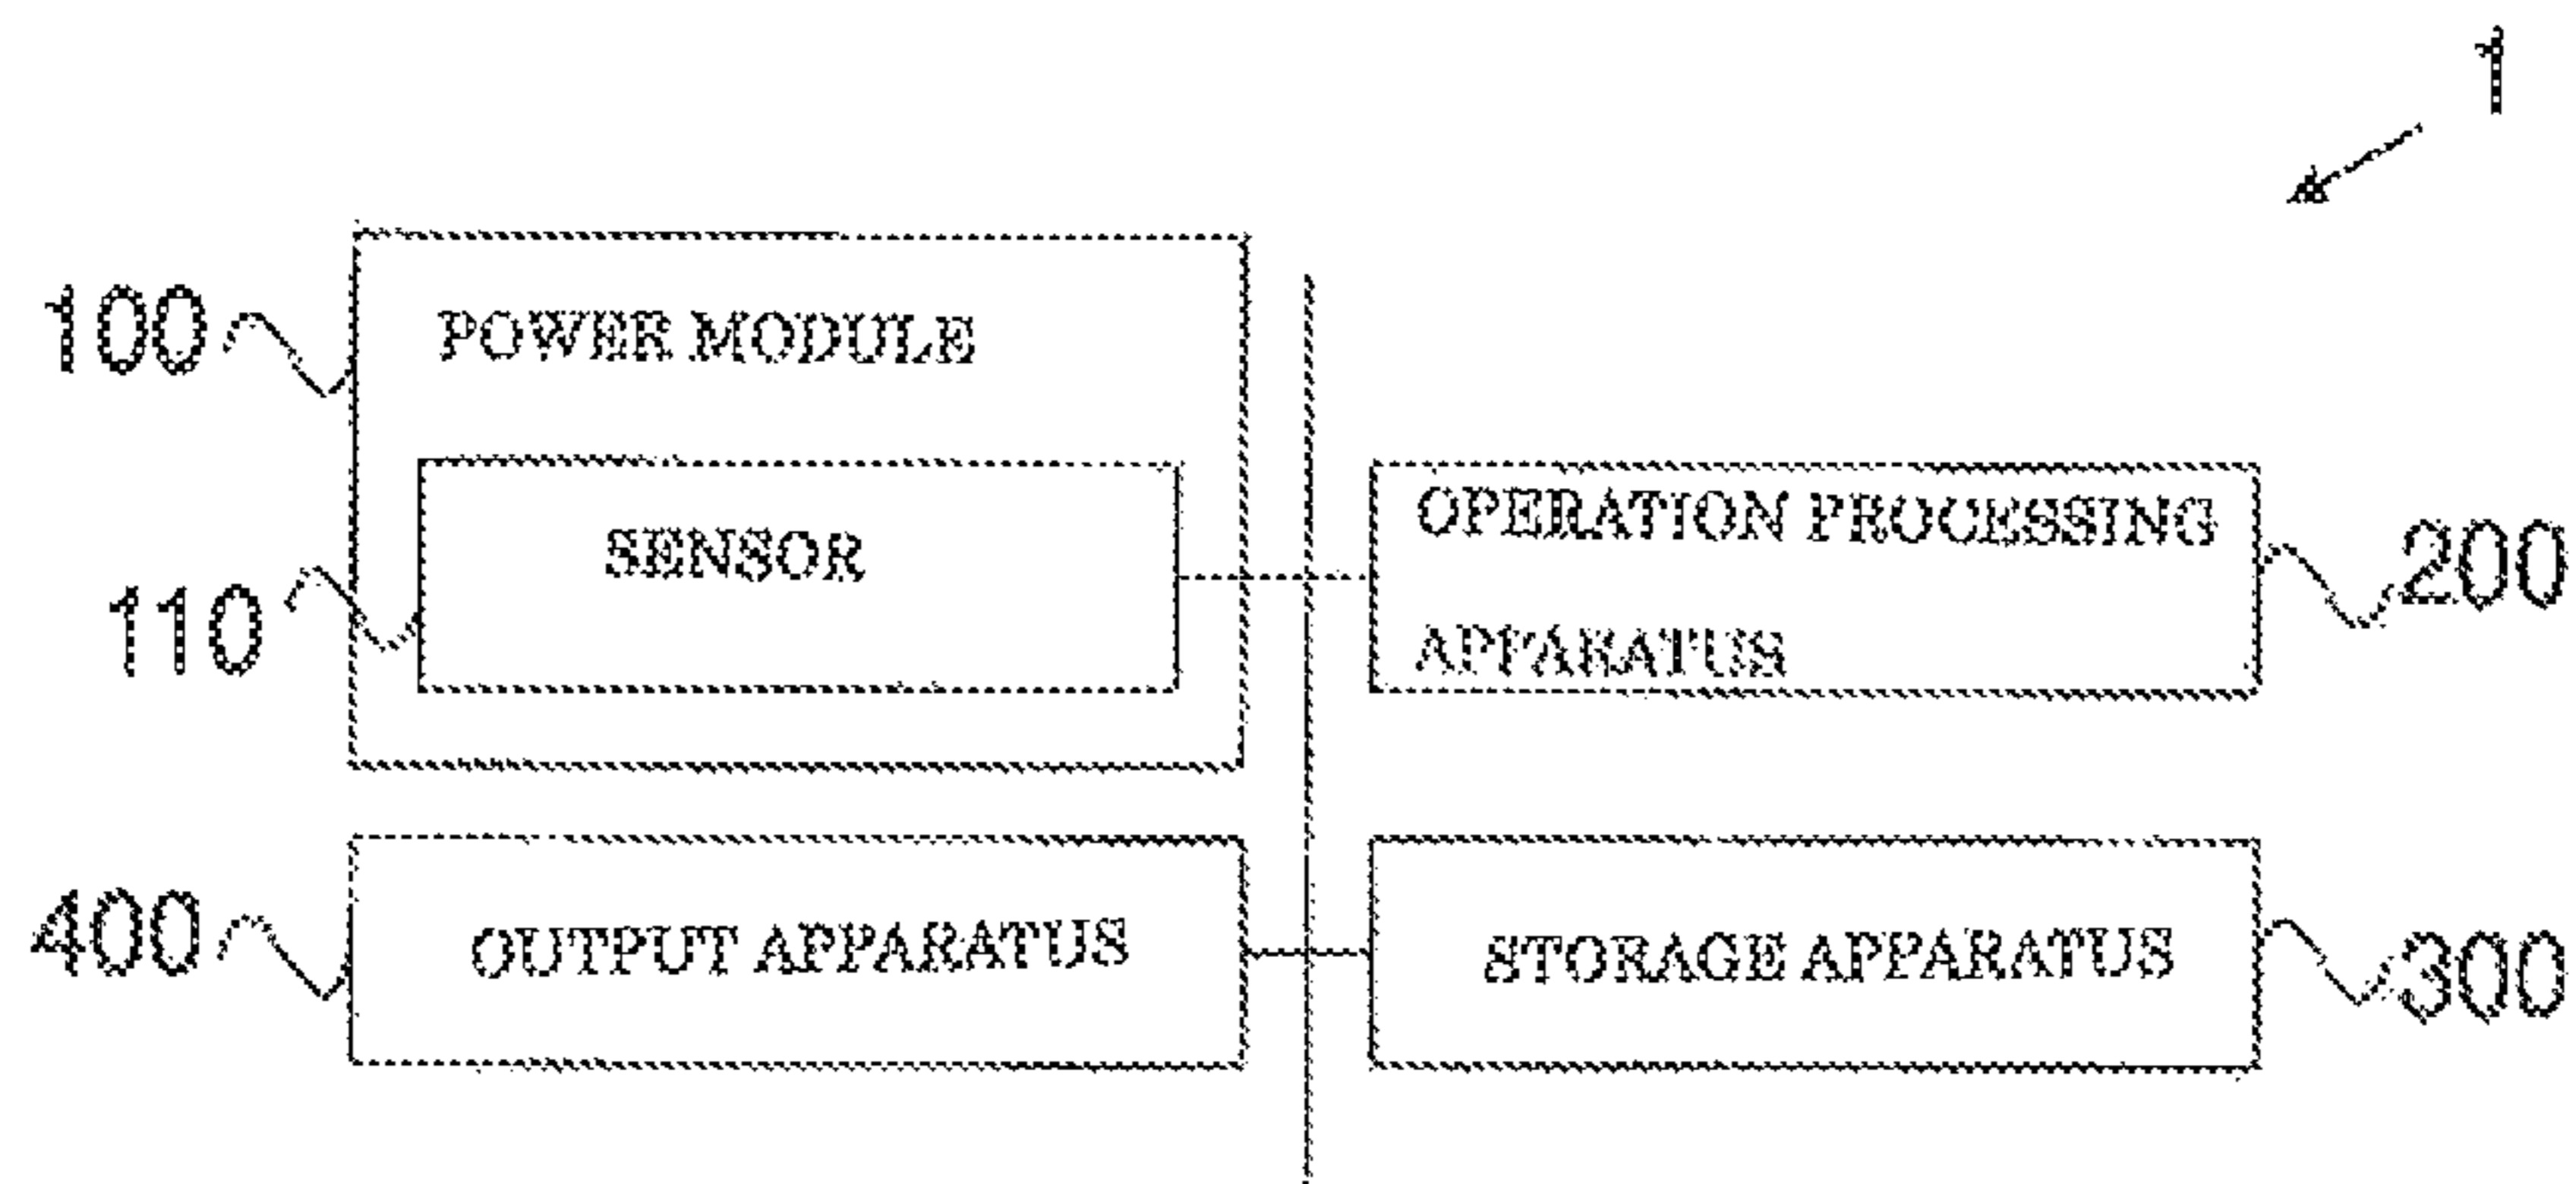 1
100
POWER MODULE
110
SENSOR
OPERATION PROCESSING
APPARATUS
200
400
OUTPUT APPARATUS
STORAGE APPARATUS
300